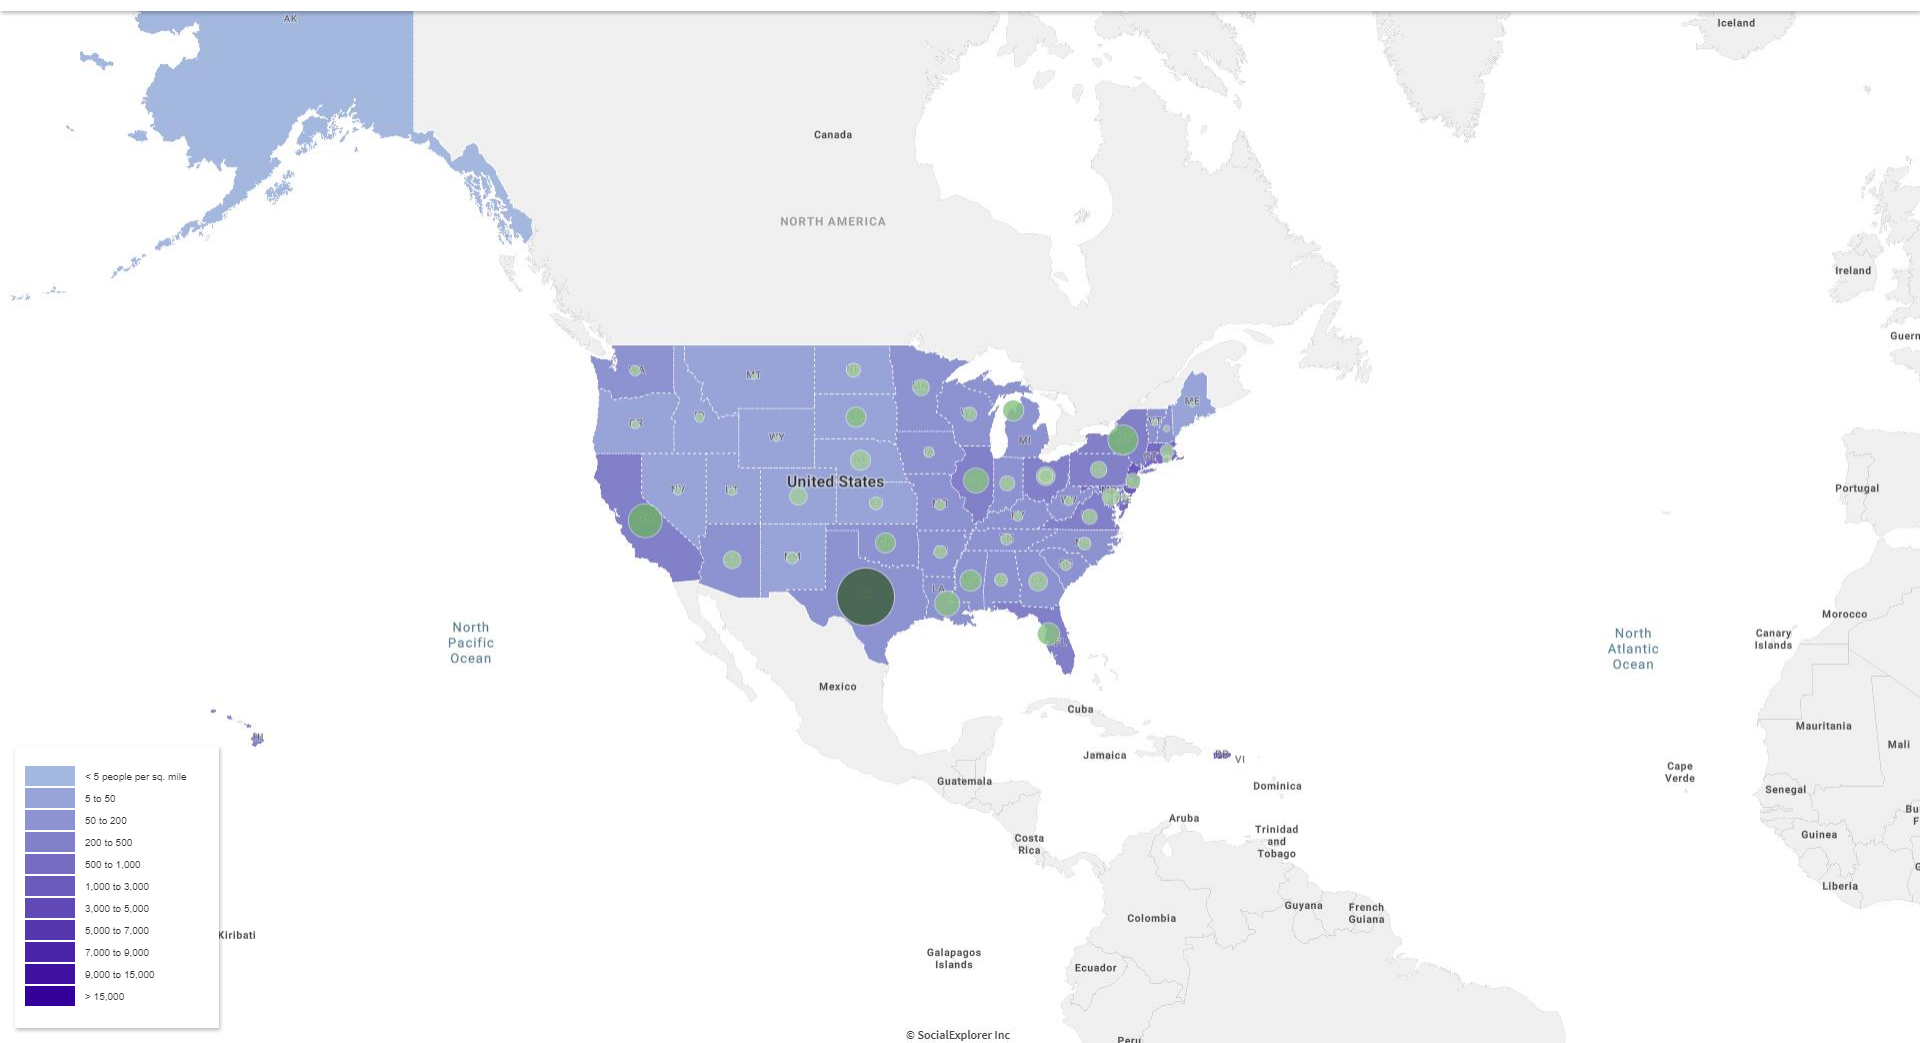 AK
Iceland
Canada
NORTH AMERICA
Ireland
Guern
MT
ME
OR
WY
VT
MI
United States
NV
UT
CT
DE
NM
LA
Portugal
North
Pacific
Ocean
North
Atlantic
Ocean
Morocco
Canary
Islands
Mexico
Cuba
Mauritania
Mali
Jamaica
VI
Cape
Verde
Guatemala
Dominica
Senegal
Aruba
Costa
Rica
Trinidad
and
Tobago
Guinea
Liberia
Guyana
French
Guiana
Colombia
Kiribati
Galapagos
Islands
Ecuador
Peru
< 5 people per sq. mile
5 to 50
50 to 200
200 to 500
500 to 1,000
1,000 to 3,000
3,000 to 5,000
5,000 to 7,000
7,000 to 9,000
9,000 to 15,000
> 15,000
© SocialExplorer Inc